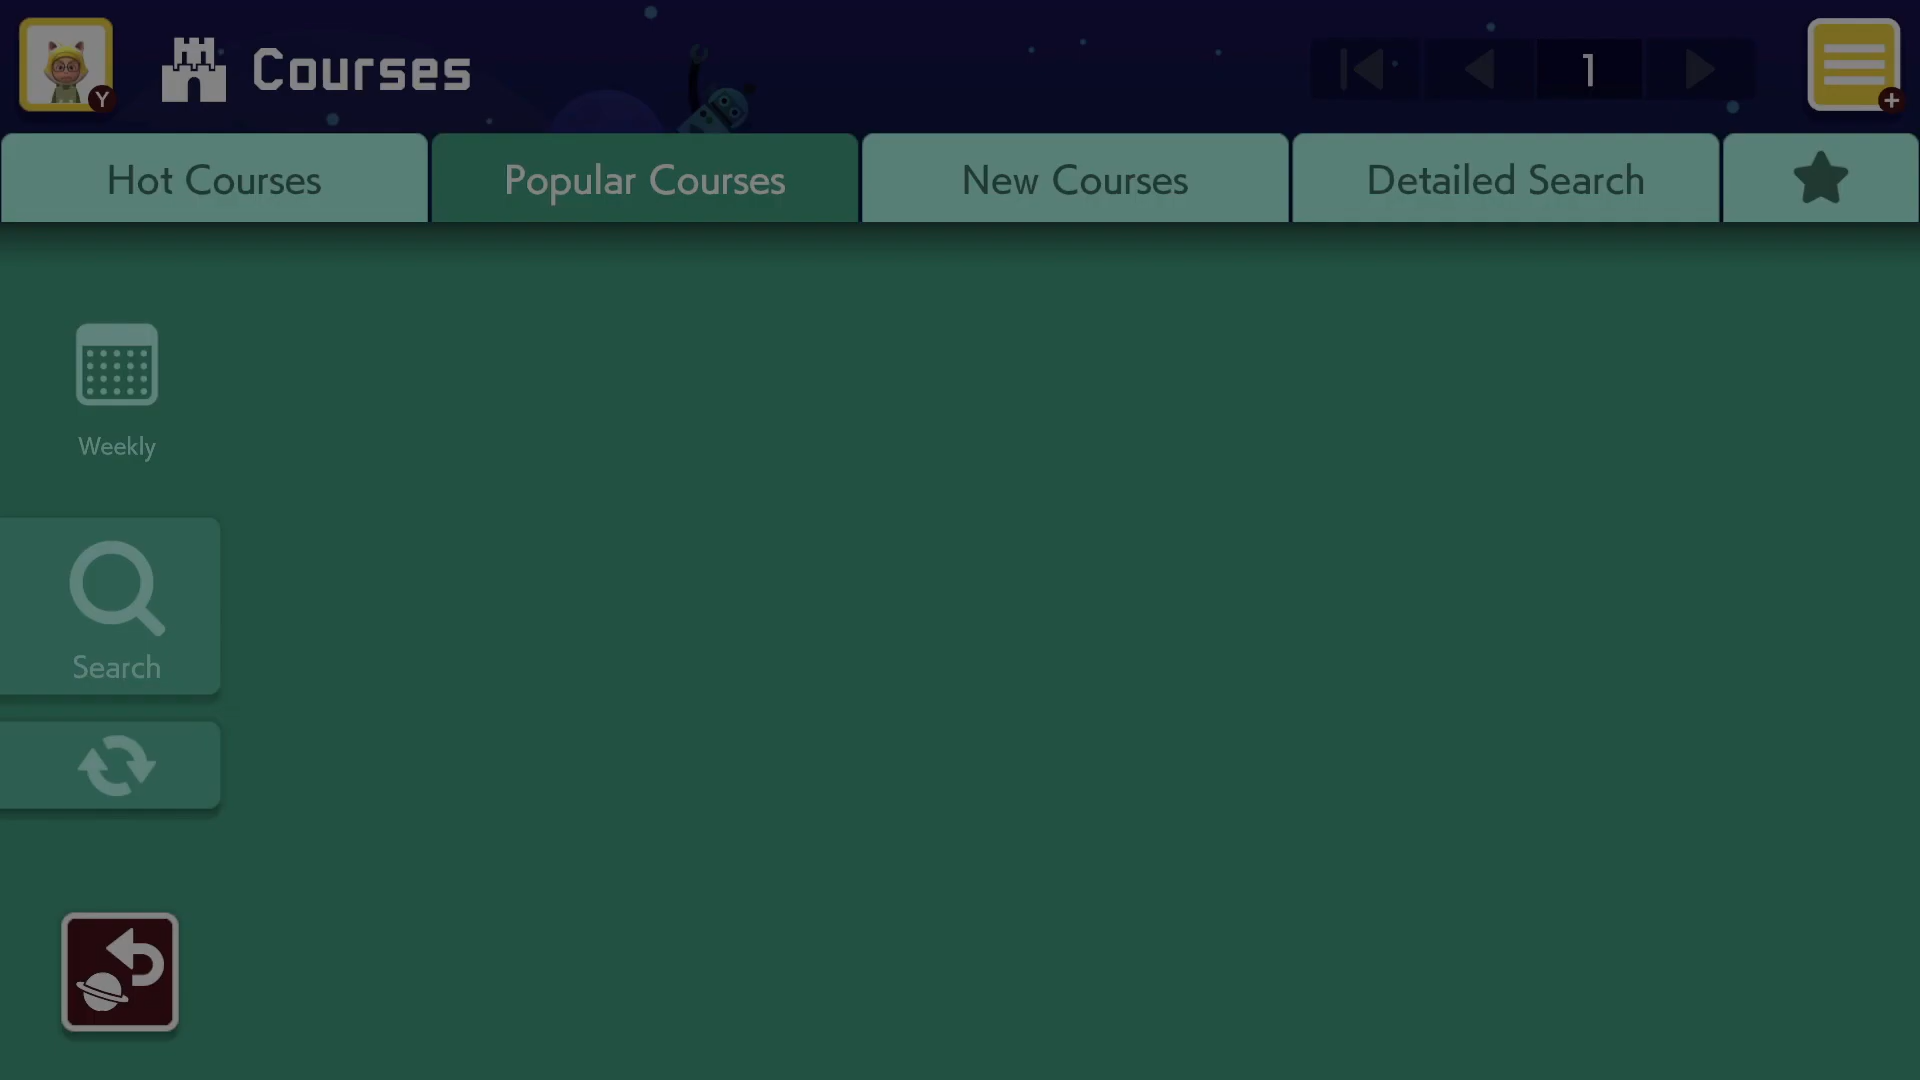 Y
Courses
1
+
Hot Courses
Popular Courses
New Courses
Detailed Search
Weekly
Search